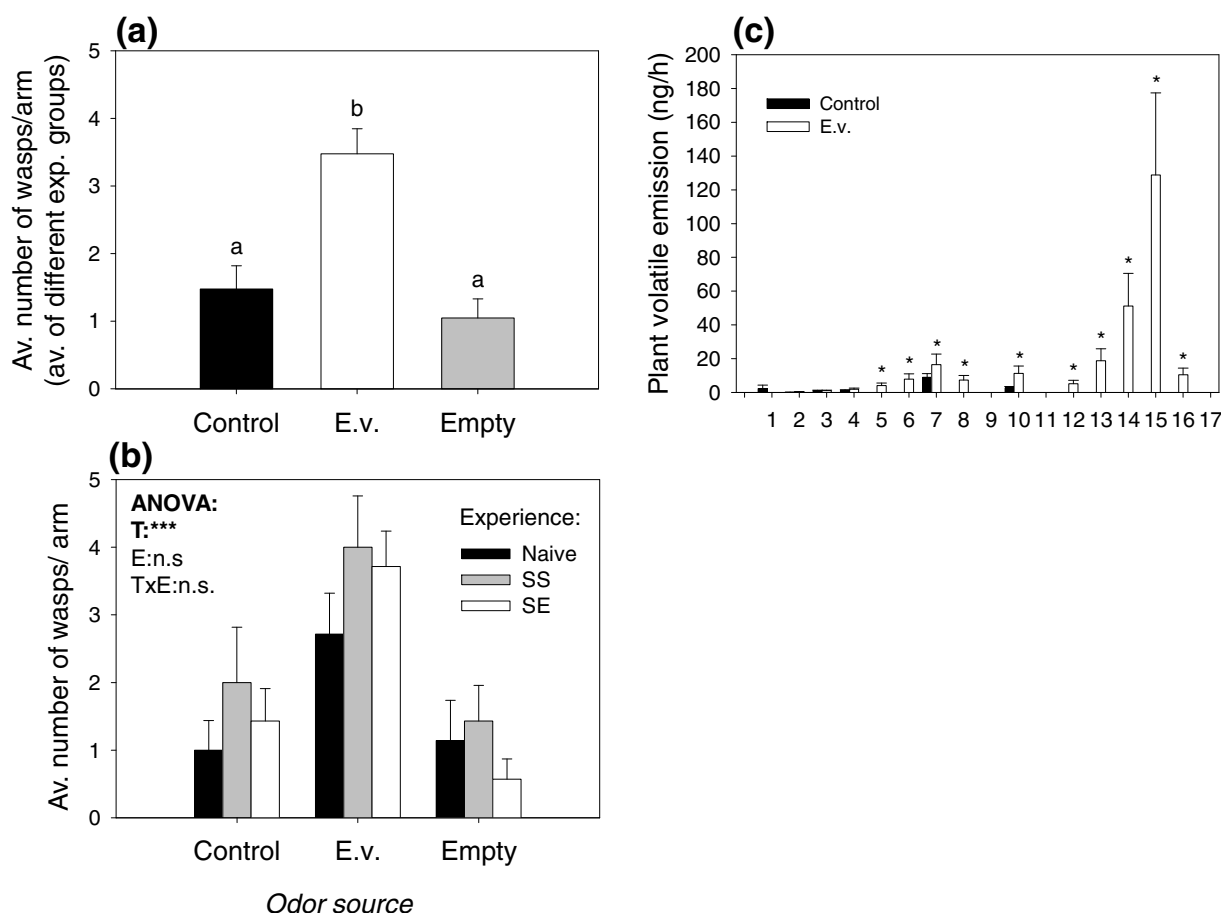 (a)
Av. number of wasps/arm
(av. of different exp. groups)
5
4
3
2
1
0
a
b
a
Control
E.v.
Empty
(b)
Av. number of wasps/ arm
5
4
3
2
1
0
ANOVA:
T:***
E:n.s
TxE:n.s.
Experience:
Naive
SS
SE
Control
E.v.
Empty
Odor source
(c)
Plant volatile emission (ng/h)
200
180
160
140
120
100
80
60
40
20
0
Control
E.v.
* * * * * * * * * *
1 2 3 4 5 6 7 8 9 10 11 12 13 14 15 16 17